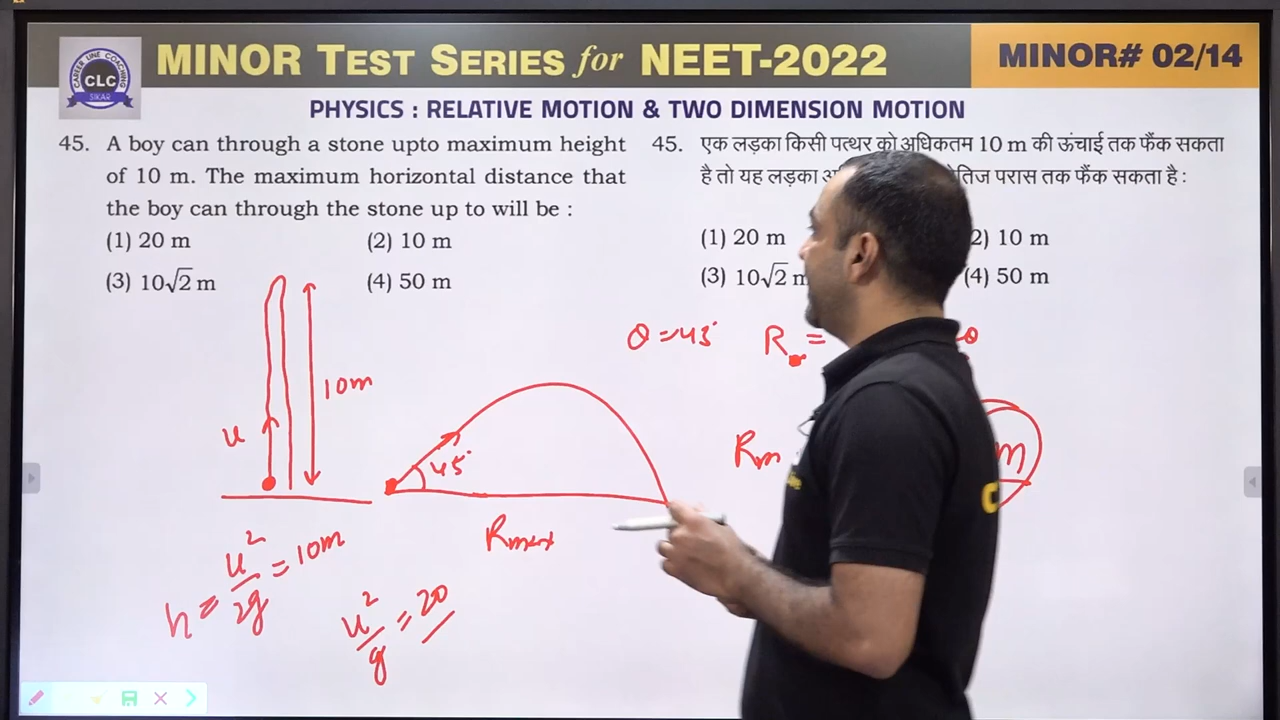 MINOR TEST SERIES for NEET-2022
MINOR# 02/14
CAREER LINE COACHING
CLC
SIKAR
PHYSICS : RELATIVE MOTION & TWO DIMENSION MOTION
45. A boy can through a stone upto maximum height
of 10 m. The maximum horizontal distance that
the boy can through the stone up to will be :
(1) 20 m (2) 10 m
(3) 10√2 m (4) 50 m
45. एक लड़का किसी पत्थर को अधिकतम 10 m की ऊंचाई तक फैंक सकता
है तो यह लड़का परास तक फैंक सकता है :
(1) 20 m 2) 10 m
(3) 10√2 m (4) 50 m
θ = 45° R =
u
10m
45°
Rmax
Rm
m
h = u²/2g = 10m
u²/g = 20